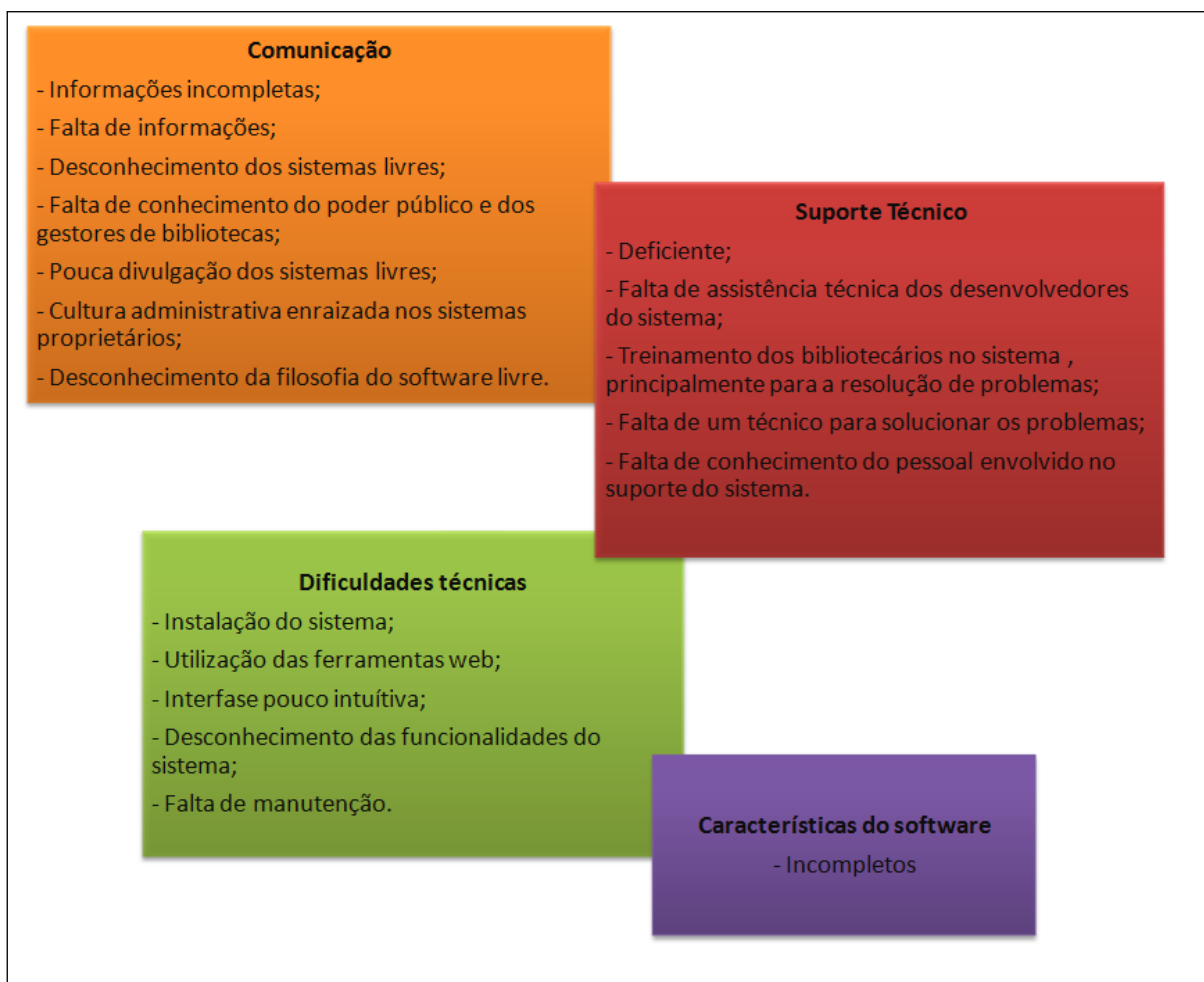 Comunicação
- Informações incompletas;
- Falta de informações;
- Desconhecimento dos sistemas livres;
- Falta de conhecimento do poder público e dos
gestores de bibliotecas;
- Pouca divulgação dos sistemas livres;
- Cultura administrativa enraizada nos sistemas
proprietários;
- Desconhecimento da filosofia do software livre.
Suporte Técnico
- Deficiente;
- Falta de assistência técnica dos desenvolvedores
do sistema;
- Treinamento dos bibliotecários no sistema ,
principalmente para a resolução de problemas;
- Falta de um técnico para solucionar os problemas;
- Falta de conhecimento do pessoal envolvido no
suporte do sistema.
Dificuldades técnicas
- Instalação do sistema;
- Utilização das ferramentas web;
- Interfase pouco intuítiva;
- Desconhecimento das funcionalidades do
sistema;
- Falta de manutenção.
Características do software
- Incompletos